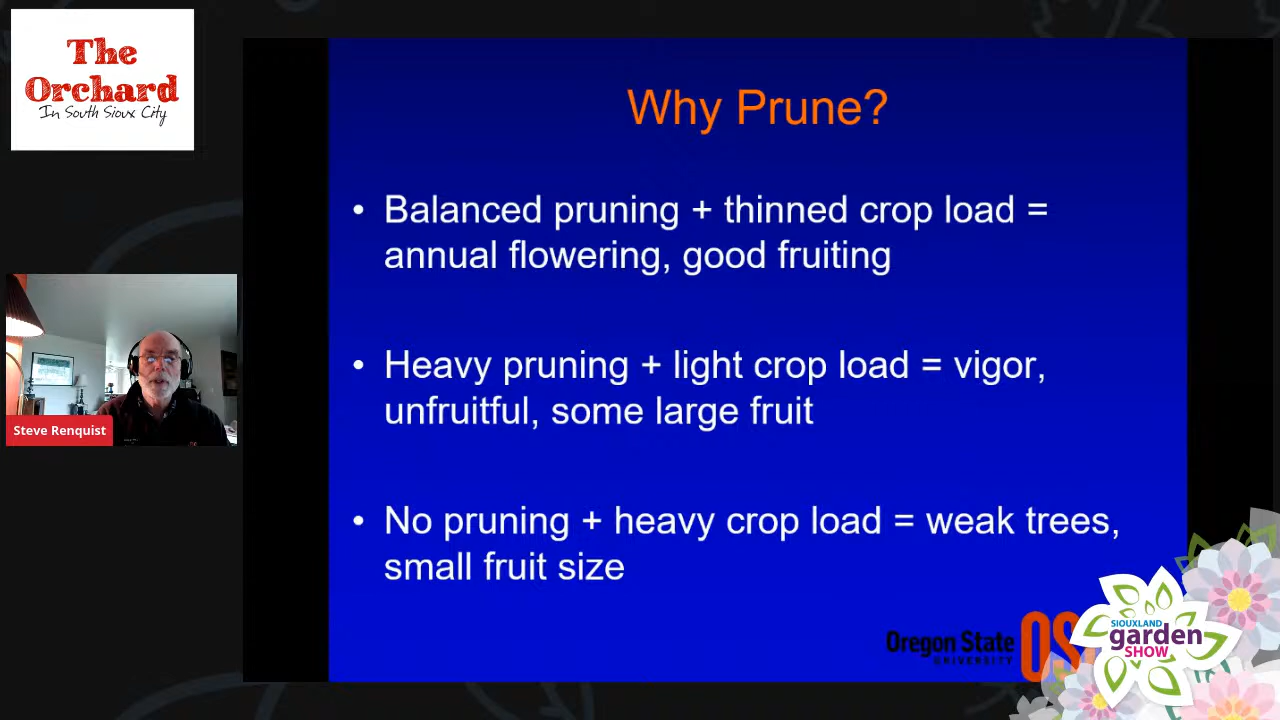 The
Orchard
In South Sioux City
Why Prune?
• Balanced pruning + thinned crop load =
annual flowering, good fruiting
• Heavy pruning + light crop load = vigor,
unfruitful, some large fruit
• No pruning + heavy crop load = weak trees,
small fruit size
Steve Renquist
Oregon State
UNIVERSITY
OS
SIOUXLAND
garden
SHOW